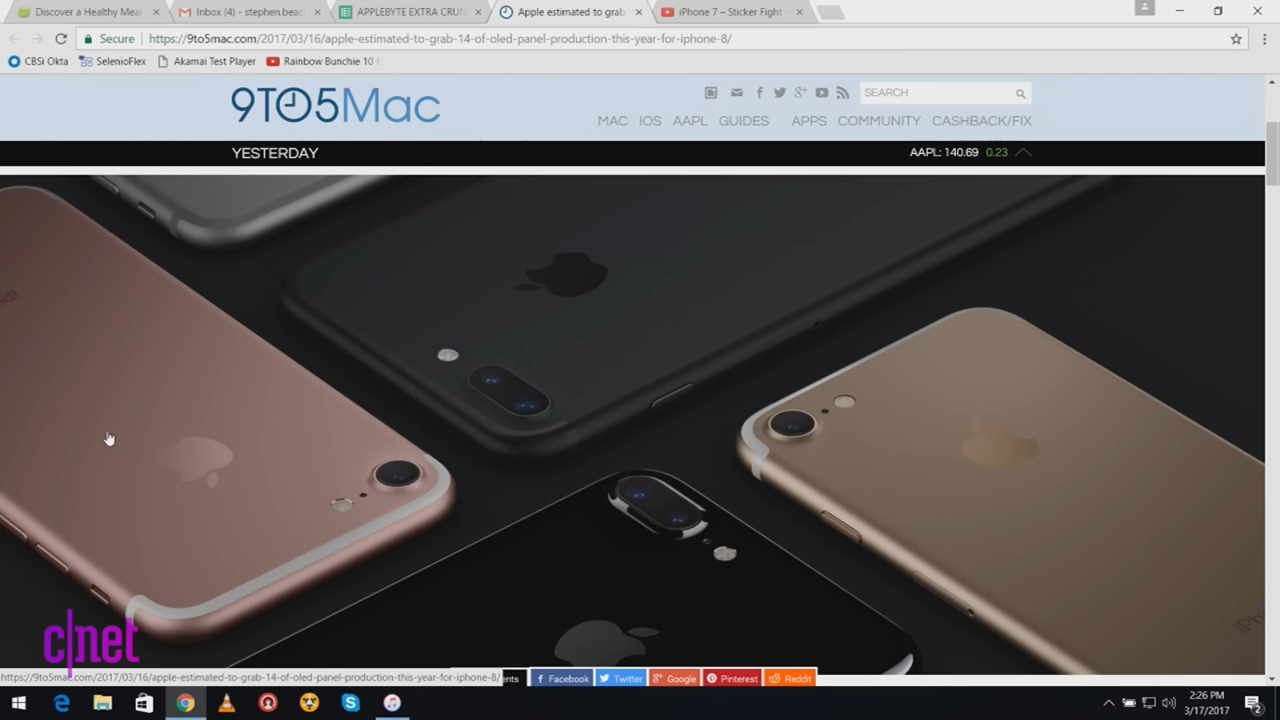 Discover a Healthy Meal
Inbox (4) - stephen.beac
APPLEBYTE EXTRA CRUN
Apple estimated to grab
iPhone 7 – Sticker Fight -
Secure
https://9to5mac.com/2017/03/16/apple-estimated-to-grab-14-of-oled-panel-production-this-year-for-iphone-8/
CBSi Okta
SelenioFlex
Akamai Test Player
Rainbow Bunchie 10
9TO5Mac
SEARCH
MAC IOS AAPL GUIDES APPS COMMUNITY CASHBACK/FIX
YESTERDAY
AAPL: 140.69 0.23
c|net
https://9to5mac.com/2017/03/16/apple-estimated-to-grab-14-of-oled-panel-production-this-year-for-iphone-8/
ents
Facebook
Twitter
Google
Pinterest
Reddit
2:26 PM
3/17/2017
2